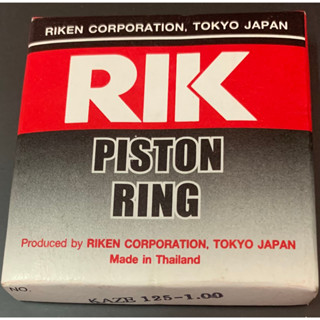 RIKEN CORPORATION, TOKYO JAPAN
RIK
PISTON
RING
Produced by RIKEN CORPORATION, TOKYO JAPAN
Made in Thailand
NO.
KAZE 125-1.00